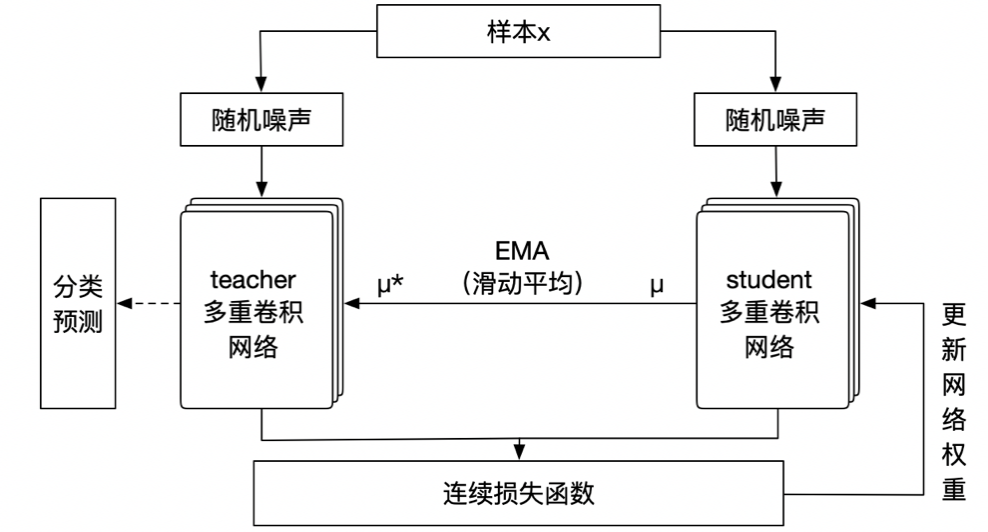 样本x
随机噪声
随机噪声
分类
预测
teacher
多重卷积
网络
μ*
EMA
（滑动平均）
μ
student
多重卷积
网络
更
新
网
络
权
重
连续损失函数